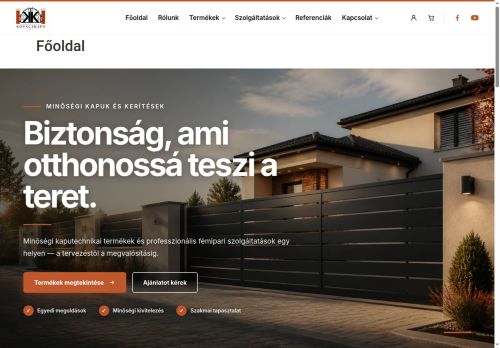 KOVÁCSKAPU
Főoldal Rólunk Termékek Szolgáltatások Referenciák Kapcsolat
Főoldal
MINŐSÉGI KAPUK ÉS KERÍTÉSEK
Biztonság, ami
otthonossá teszi a
teret.
Minőségi kaputechnikai termékek és professzionális fémipari szolgáltatások egy
helyen — a tervezéstől a megvalósításig.
Termékek megtekintése → Ajánlatot kérek
Egyedi megoldások Minőségi kivitelezés Szakmai tapasztalat